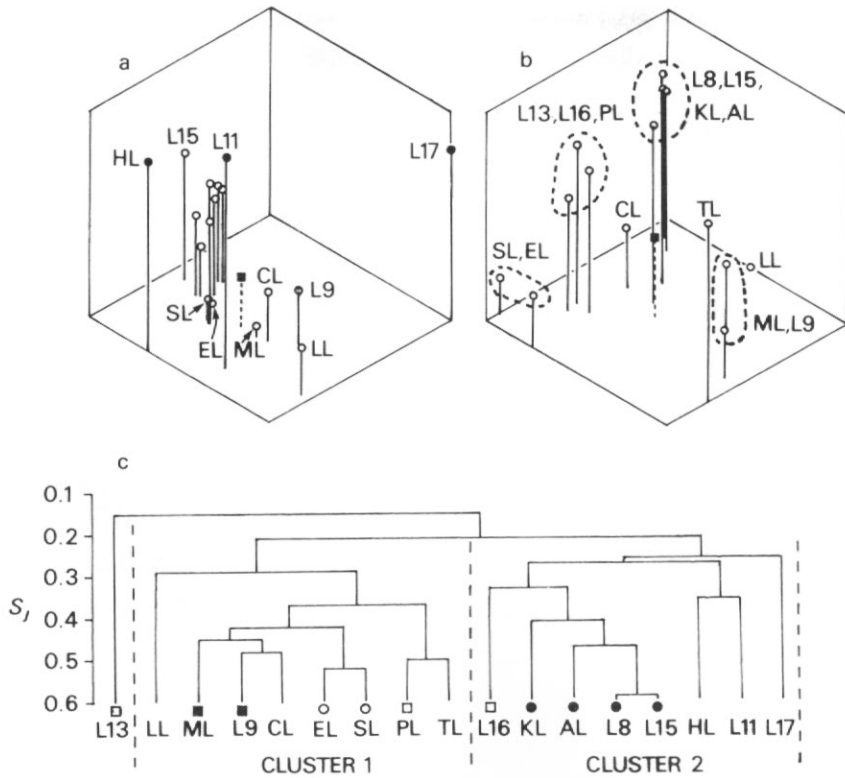 a
b
L8,L15,
L13,L16,PL
KL,AL
L15
L11
HL
L17
CL
TL
SL,EL
LL
CL
L9
SL
EL
ML
LL
ML,L9
c
0.1
0.2
0.3
SJ
0.4
0.5
0.6
L13 LL ML L9 CL EL SL PL TL L16 KL AL L8 L15 HL L11 L17
CLUSTER 1 CLUSTER 2